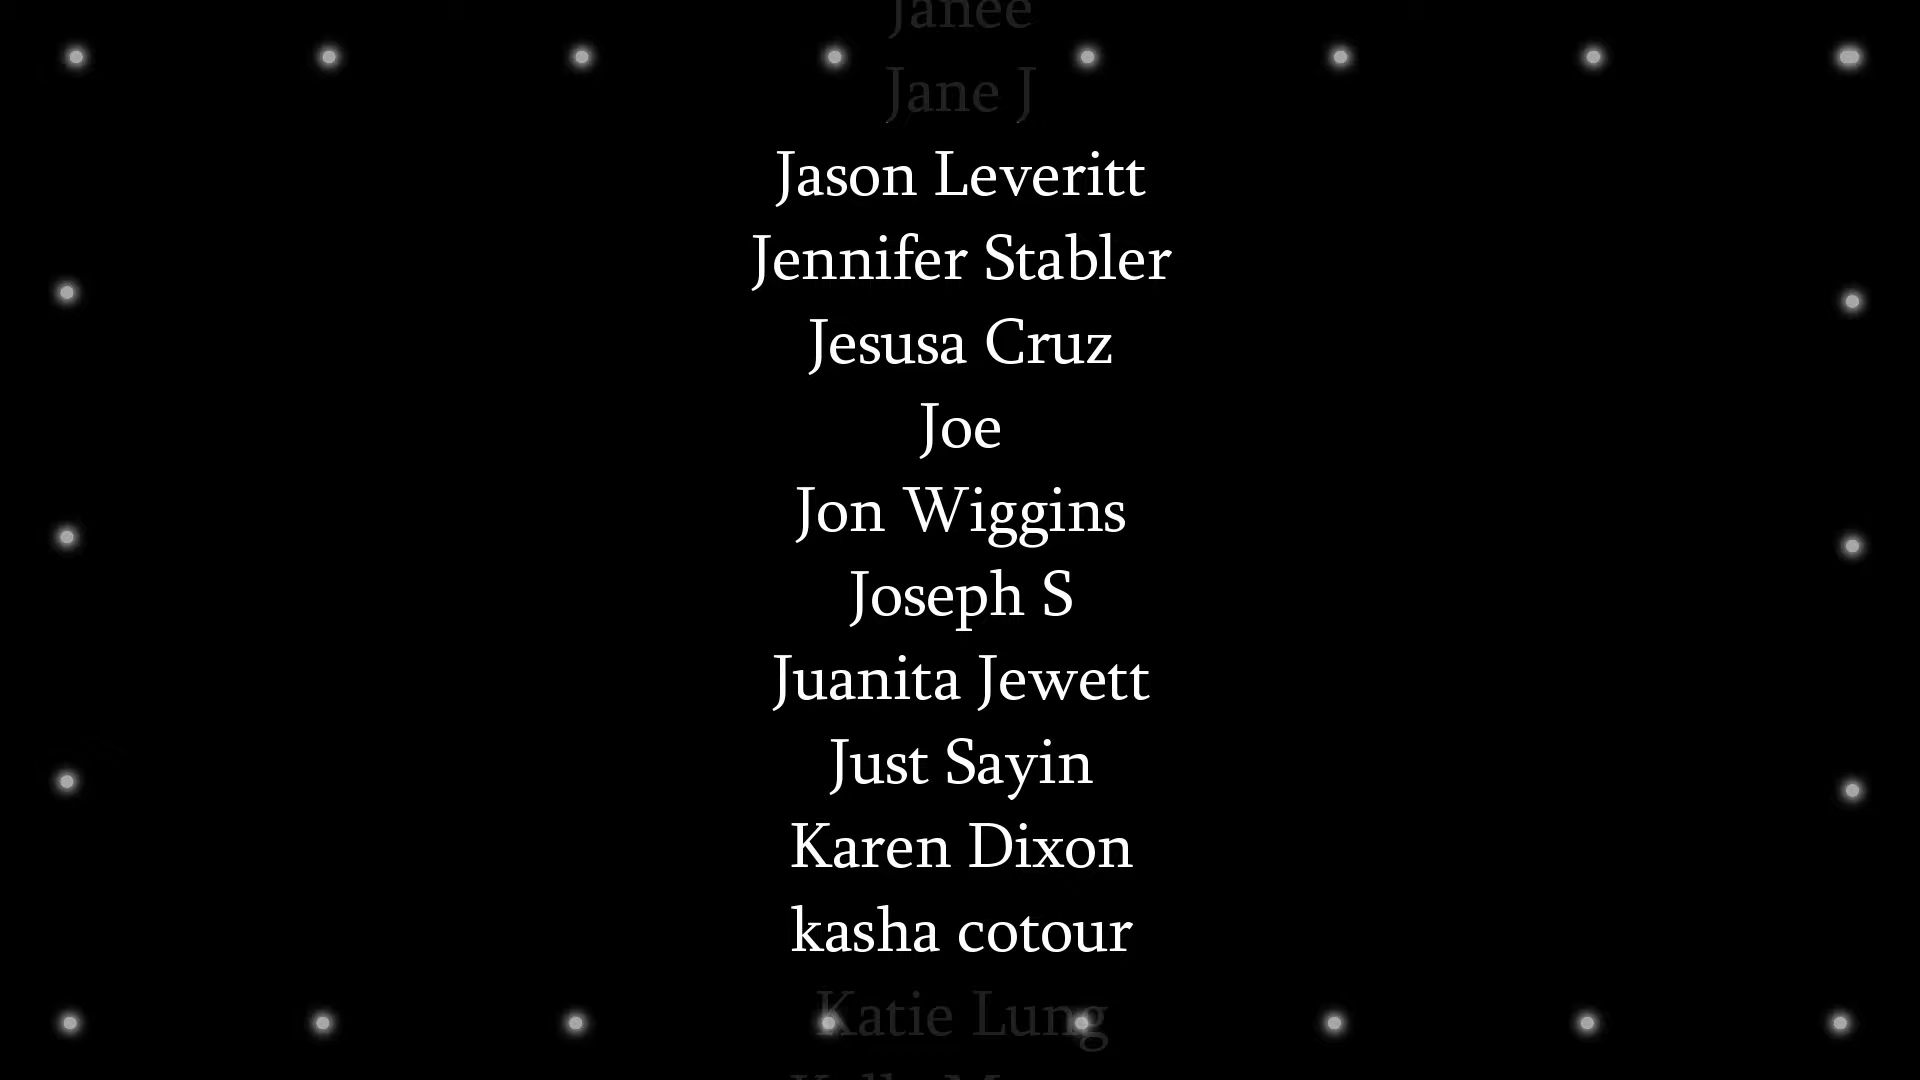 Janee
Jane J
Jason Leveritt
Jennifer Stabler
Jesusa Cruz
Joe
Jon Wiggins
Joseph S
Juanita Jewett
Just Sayin
Karen Dixon
kasha cotour
Katie Lung